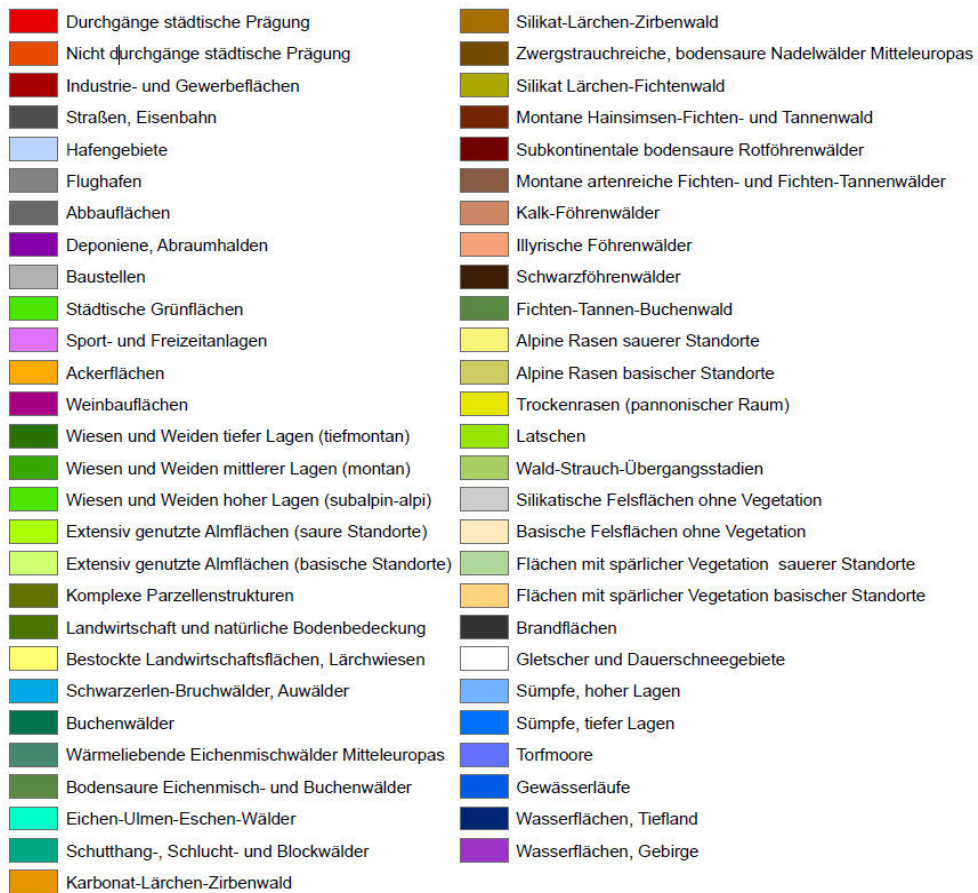 Durchgänge städtische Prägung
Nicht durchgänge städtische Prägung
Industrie- und Gewerbeflächen
Straßen, Eisenbahn
Hafengebiete
Flughafen
Abbauflächen
Deponiene, Abraumhalden
Baustellen
Städtische Grünflächen
Sport- und Freizeitanlagen
Ackerflächen
Weinbauflächen
Wiesen und Weiden tiefer Lagen (tiefmontan)
Wiesen und Weiden mittlerer Lagen (montan)
Wiesen und Weiden hoher Lagen (subalpin-alpi)
Extensiv genutzte Almflächen (saure Standorte)
Extensiv genutzte Almflächen (basische Standorte)
Komplexe Parzellenstrukturen
Landwirtschaft und natürliche Bodenbedeckung
Bestockte Landwirtschaftsflächen, Lärchwiesen
Schwarzerlen-Bruchwälder, Auwälder
Buchenwälder
Wärmeliebende Eichenmischwälder Mitteleuropas
Bodensaure Eichenmisch- und Buchenwälder
Eichen-Ulmen-Eschen-Wälder
Schutthang-, Schlucht- und Blockwälder
Karbonat-Lärchen-Zirbenwald
Silikat-Lärchen-Zirbenwald
Zwergstrauchreiche, bodensaure Nadelwälder Mitteleuropas
Silikat Lärchen-Fichtenwald
Montane Hainsimsen-Fichten- und Tannenwald
Subkontinentale bodensaure Rotföhrenwälder
Montane artenreiche Fichten- und Fichten-Tannenwälder
Kalk-Föhrenwälder
Illyrische Föhrenwälder
Schwarzföhrenwälder
Fichten-Tannen-Buchenwald
Alpine Rasen sauerer Standorte
Alpine Rasen basischer Standorte
Trockenrasen (pannonischer Raum)
Latschen
Wald-Strauch-Übergangsstadien
Silikatische Felsflächen ohne Vegetation
Basische Felsflächen ohne Vegetation
Flächen mit spärlicher Vegetation sauerer Standorte
Flächen mit spärlicher Vegetation basischer Standorte
Brandflächen
Gletscher und Dauerschneegebiete
Sümpfe, hoher Lagen
Sümpfe, tiefer Lagen
Torfmoore
Gewässerläufe
Wasserflächen, Tiefland
Wasserflächen, Gebirge